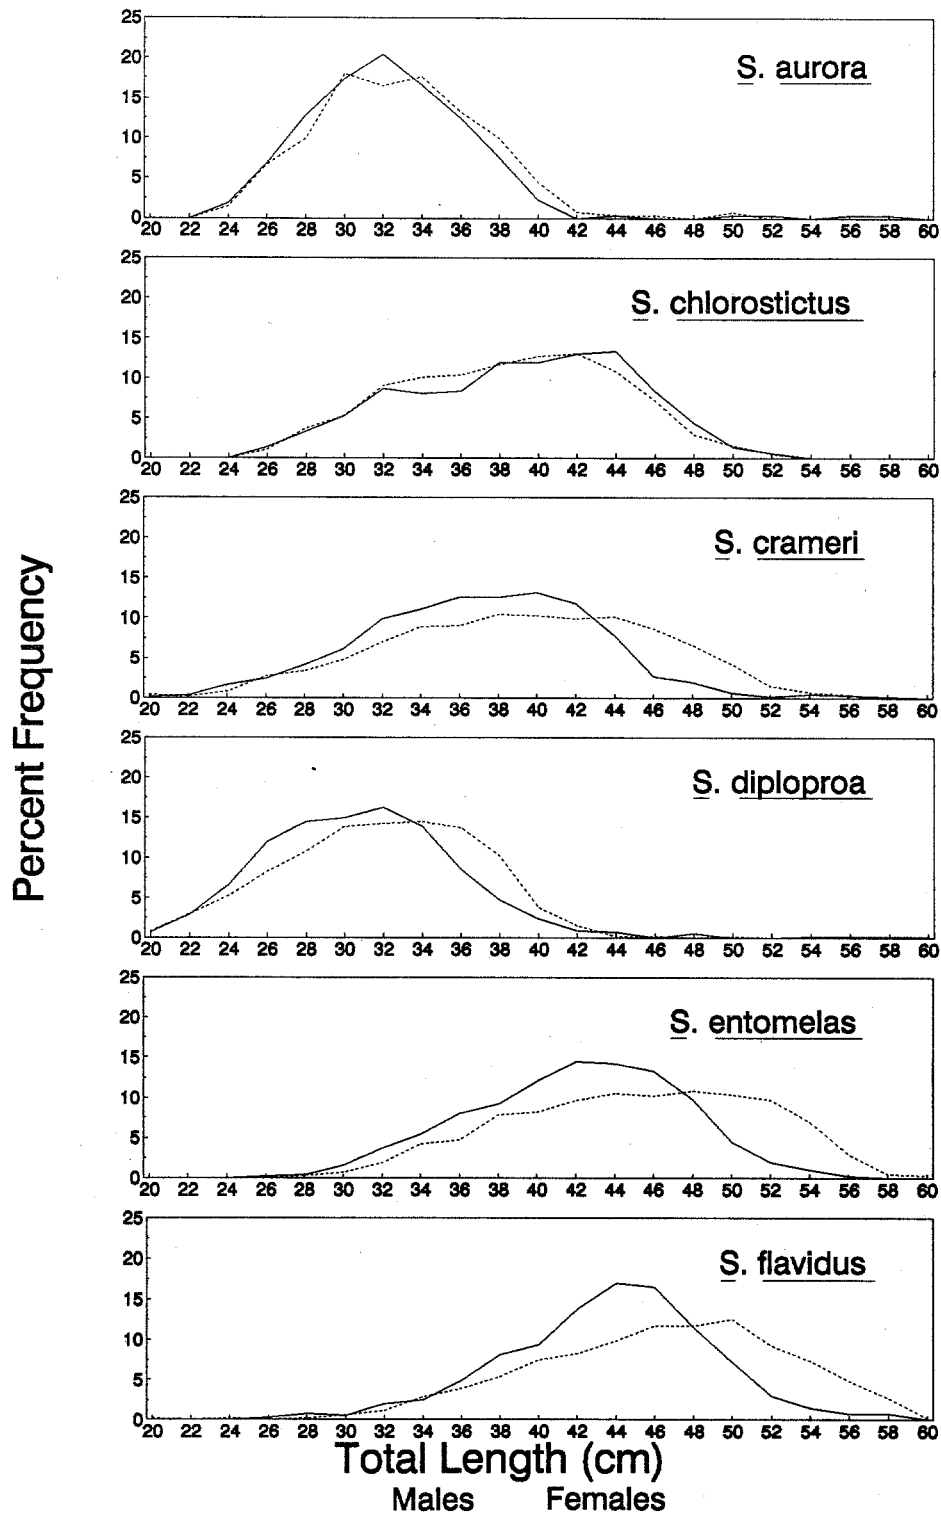 25
20
15
10
5
0
S. aurora
20 22 24 26 28 30 32 34 36 38 40 42 44 46 48 50 52 54 56 58 60
25
20
15
10
5
0
S. chlorostictus
20 22 24 26 28 30 32 34 36 38 40 42 44 46 48 50 52 54 56 58 60
25
20
15
10
5
0
S. crameri
20 22 24 26 28 30 32 34 36 38 40 42 44 46 48 50 52 54 56 58 60
Percent Frequency
25
20
15
10
5
0
S. diploproa
20 22 24 26 28 30 32 34 36 38 40 42 44 46 48 50 52 54 56 58 60
25
20
15
10
5
0
S. entomelas
20 22 24 26 28 30 32 34 36 38 40 42 44 46 48 50 52 54 56 58 60
25
20
15
10
5
0
S. flavidus
20 22 24 26 28 30 32 34 36 38 40 42 44 46 48 50 52 54 56 58 60
Total Length (cm)
Males Females